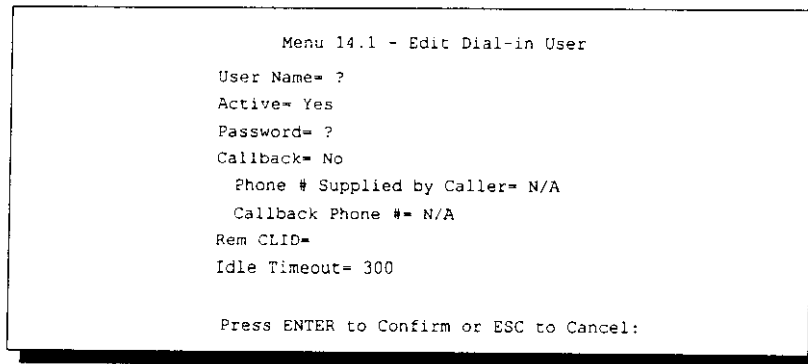 Menu 14.1 - Edit Dial-in User
User Name= ?
Active= Yes
Password= ?
Callback= No
Phone # Supplied by Caller= N/A
Callback Phone #= N/A
Rem CLID=
Idle Timeout= 300
Press ENTER to Confirm or ESC to Cancel: